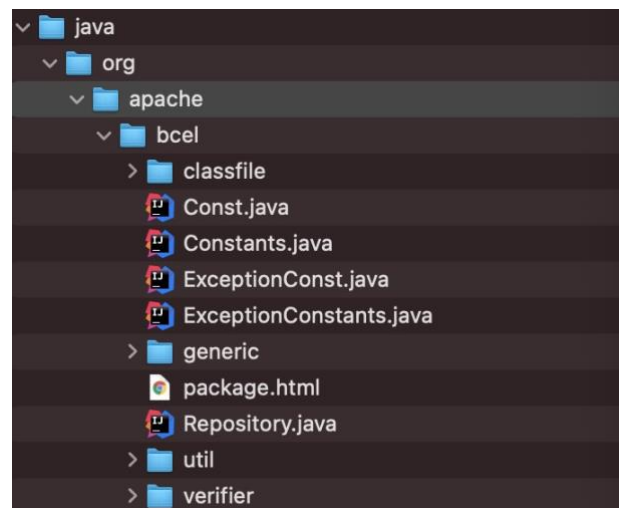 java
org
apache
bcel
classfile
Const.java
Constants.java
ExceptionConst.java
ExceptionConstants.java
generic
package.html
Repository.java
util
verifier